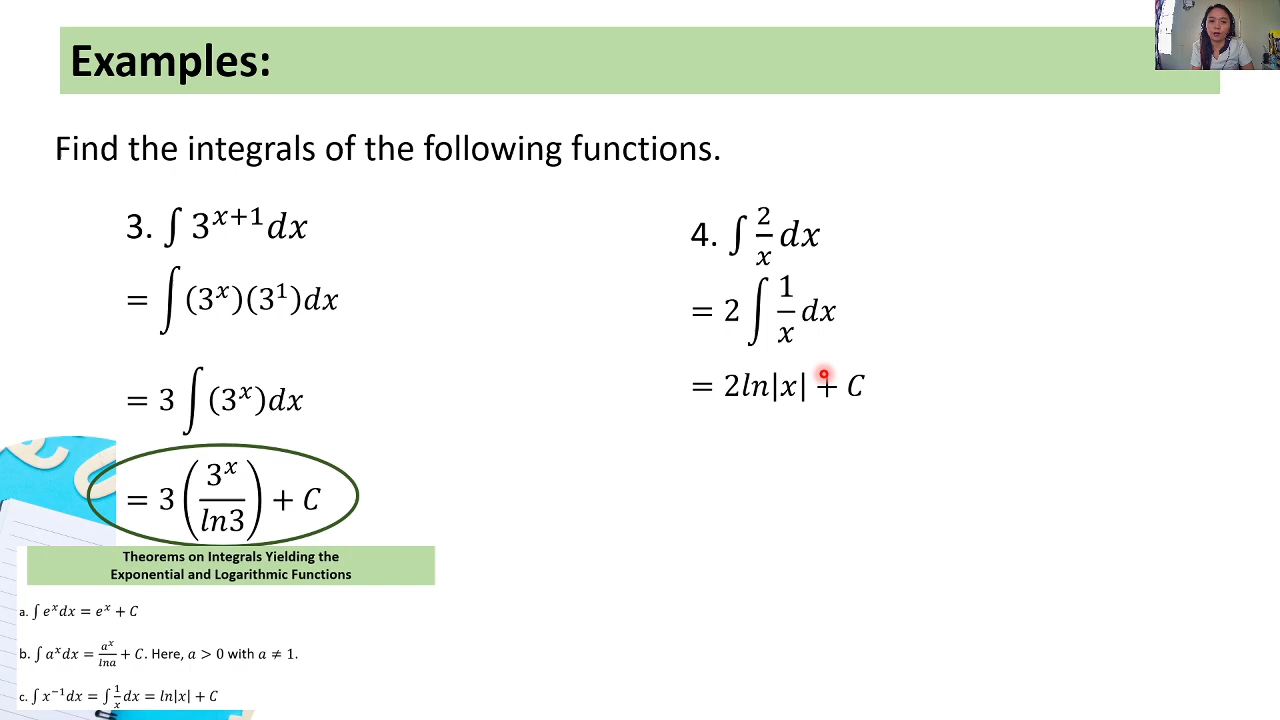 Examples:
Find the integrals of the following functions.
3. ∫ 3^{x+1}dx
= ∫ (3^x)(3^1)dx
= 3 ∫ (3^x)dx
= 3 (3^x/ln3) + C
4. ∫ 2/x dx
= 2 ∫ 1/x dx
= 2ln|x| + C
Theorems on Integrals Yielding the
Exponential and Logarithmic Functions
a. ∫ e^x dx = e^x + C
b. ∫ a^x dx = a^x/lna + C. Here, a > 0 with a ≠ 1.
c. ∫ x^{−1}dx = ∫ 1/x dx = ln|x| + C